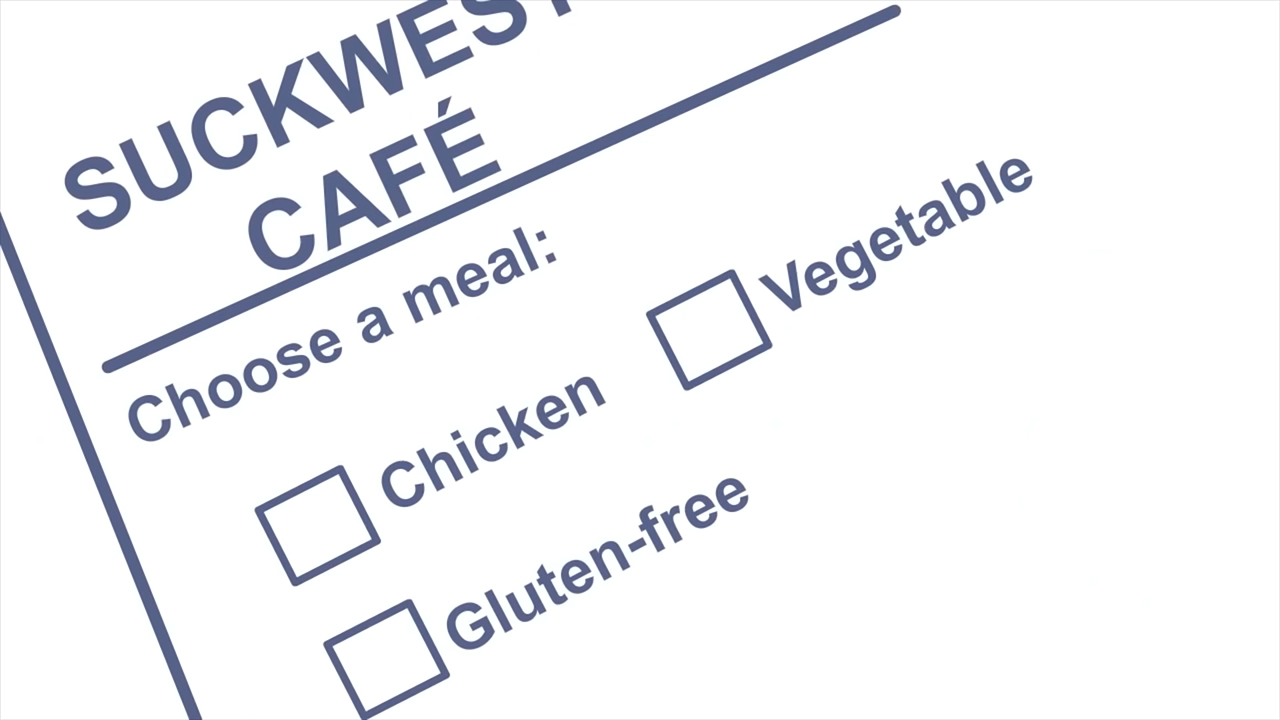 SUCKWEST
CAFÉ
Choose a meal:
Chicken
Vegetable
Gluten-free